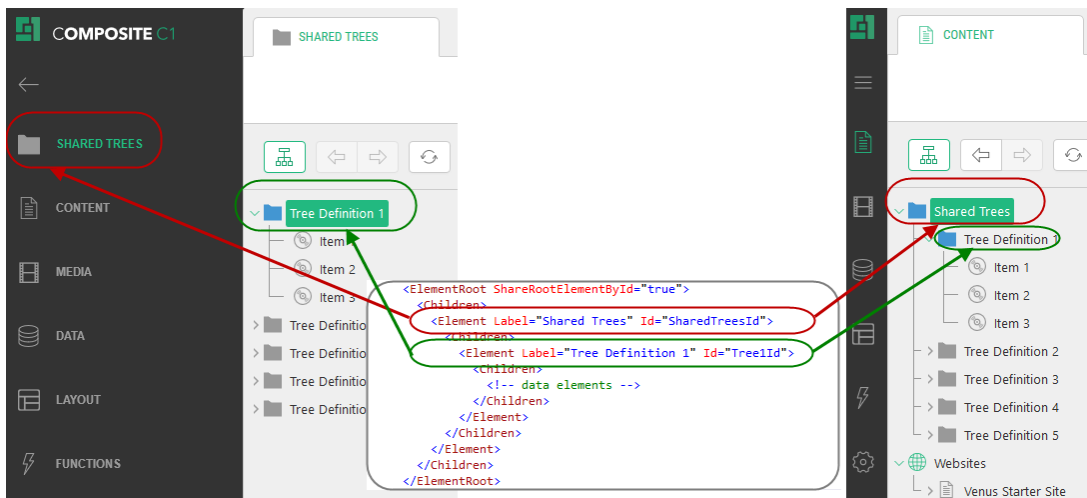 COMPOSITE C1
SHARED TREES
SHARED TREES
CONTENT
MEDIA
DATA
LAYOUT
FUNCTIONS
Tree Definition 1
Item
Item 2
Item 3
Tree Definitio
Tree Definitio
Tree Definitio
Tree Definitio
<ElementRoot ShareRootElementById="true">
<Children>
<Element Label="Shared Trees" Id="SharedTreesId">
<Children>
<Element Label="Tree Definition 1" Id="Tree1Id">
<Children>
<!-- data elements -->
</Children>
</Element>
</Children>
</Element>
</Children>
</ElementRoot>
CONTENT
Shared Trees
Tree Definition 1
Item 1
Item 2
Item 3
Tree Definition 2
Tree Definition 3
Tree Definition 4
Tree Definition 5
Websites
Venus Starter Site